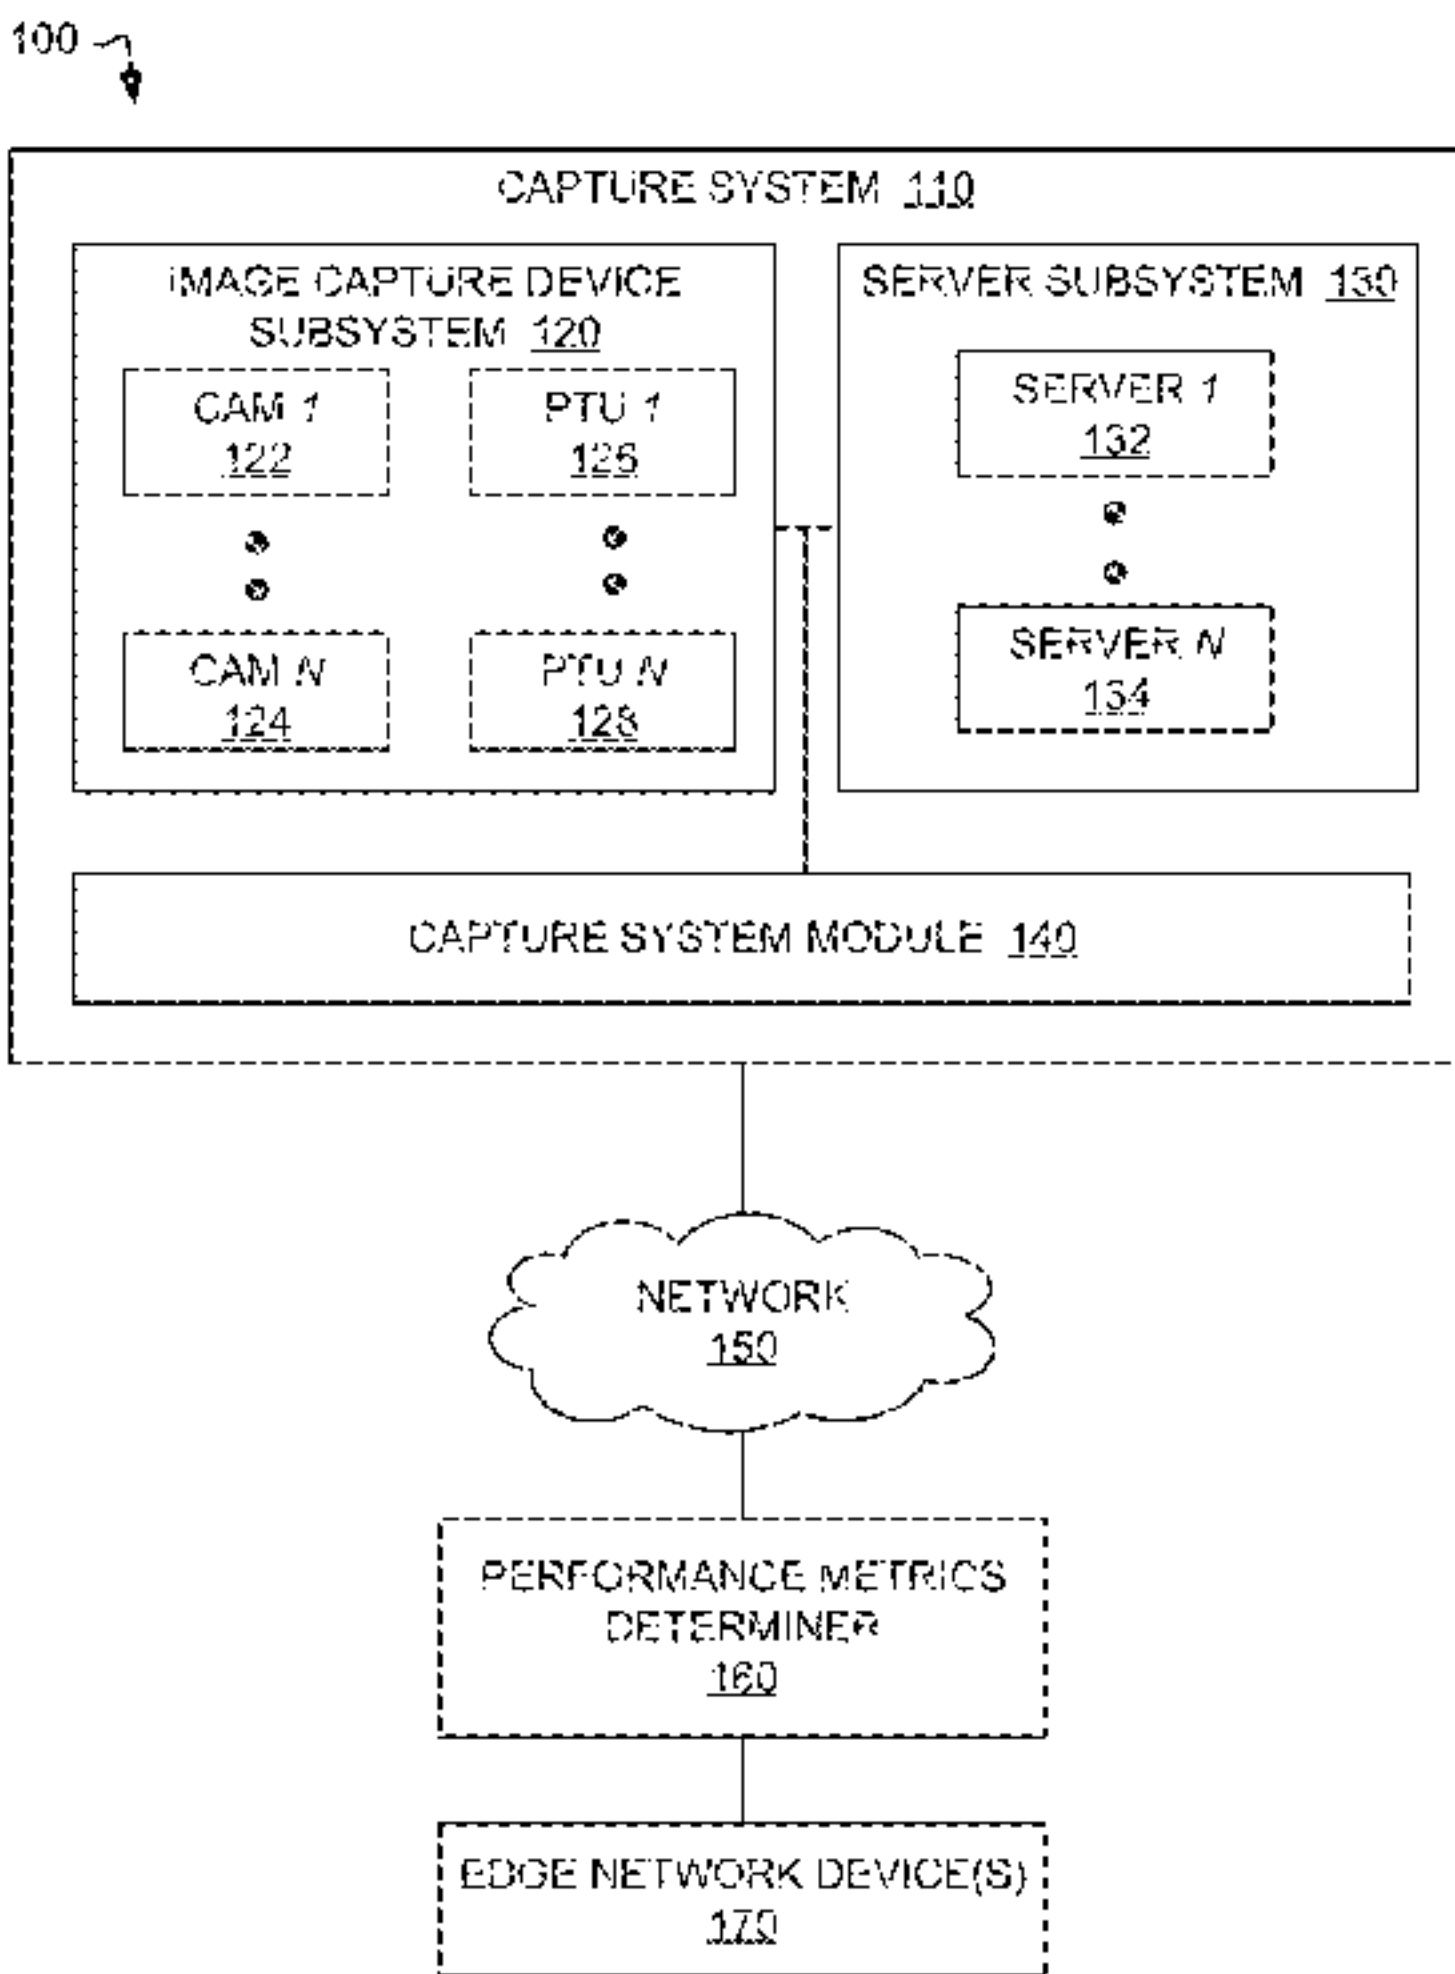 100
CAPTURE SYSTEM 110
IMAGE CAPTURE DEVICE
SUBSYSTEM 120
CAM 1
122
PTU 1
126
CAM N
124
PTU N
128
SERVER SUBSYSTEM 130
SERVER 1
132
SERVER N
134
CAPTURE SYSTEM MODULE 140
NETWORK
150
PERFORMANCE METRICS
DETERMINER
160
EDGE NETWORK DEVICE(S)
170